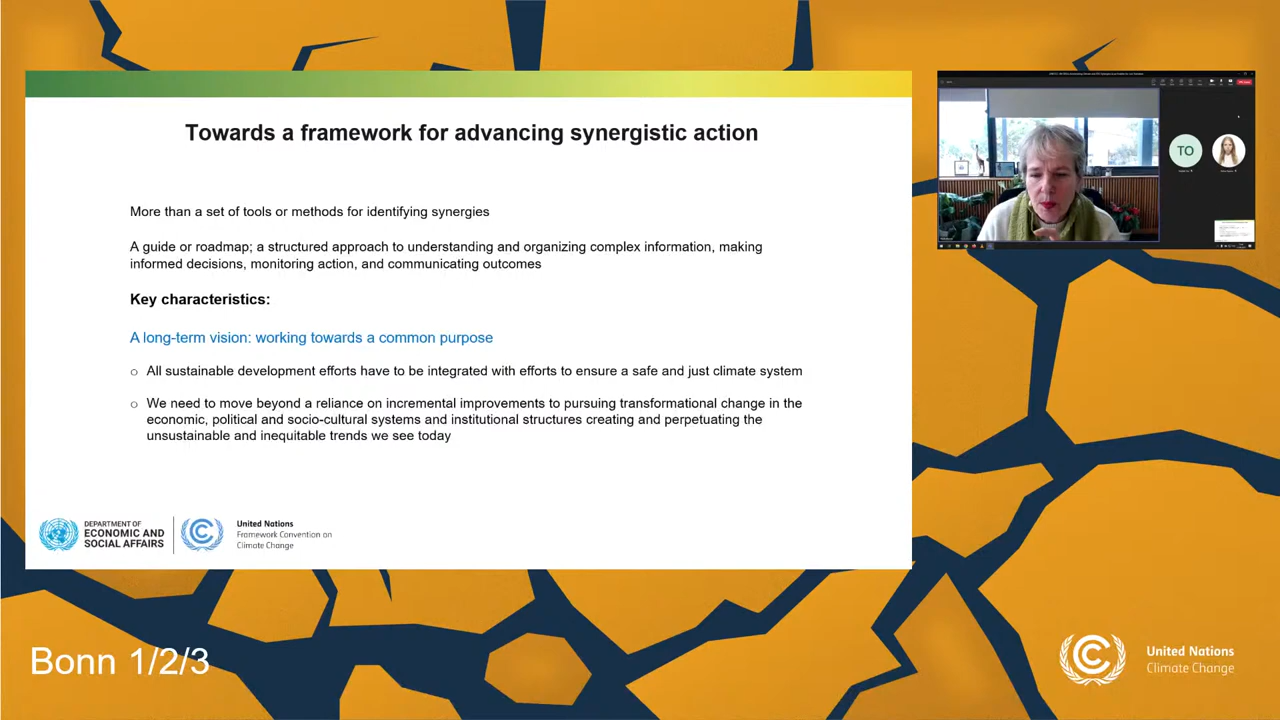 Towards a framework for advancing synergistic action
More than a set of tools or methods for identifying synergies
A guide or roadmap; a structured approach to understanding and organizing complex information, making
informed decisions, monitoring action, and communicating outcomes
Key characteristics:
A long-term vision: working towards a common purpose
All sustainable development efforts have to be integrated with efforts to ensure a safe and just climate system
We need to move beyond a reliance on incremental improvements to pursuing transformational change in the
economic, political and socio-cultural systems and institutional structures creating and perpetuating the
unsustainable and inequitable trends we see today
DEPARTMENT OF
ECONOMIC AND
SOCIAL AFFAIRS
United Nations
Framework Convention on
Climate Change
TO
Bonn 1/2/3
United Nations
Climate Change